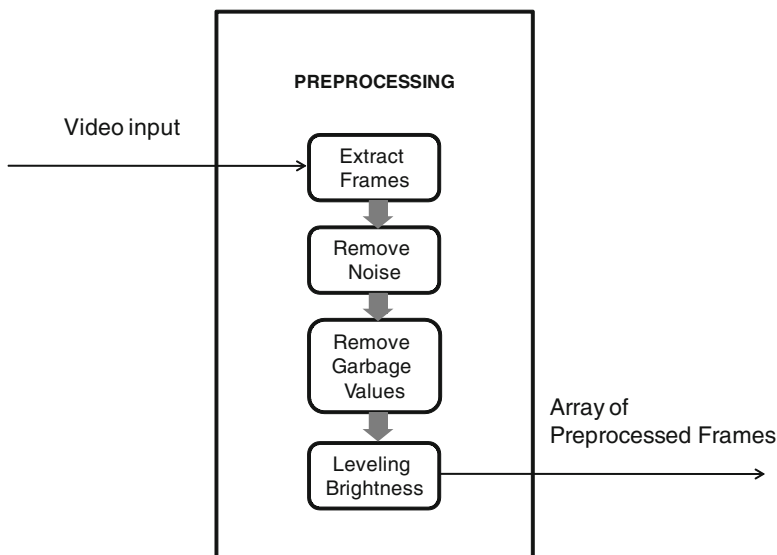 PREPROCESSING
Video input
Extract
Frames
Remove
Noise
Remove
Garbage
Values
Leveling
Brightness
Array of
Preprocessed Frames